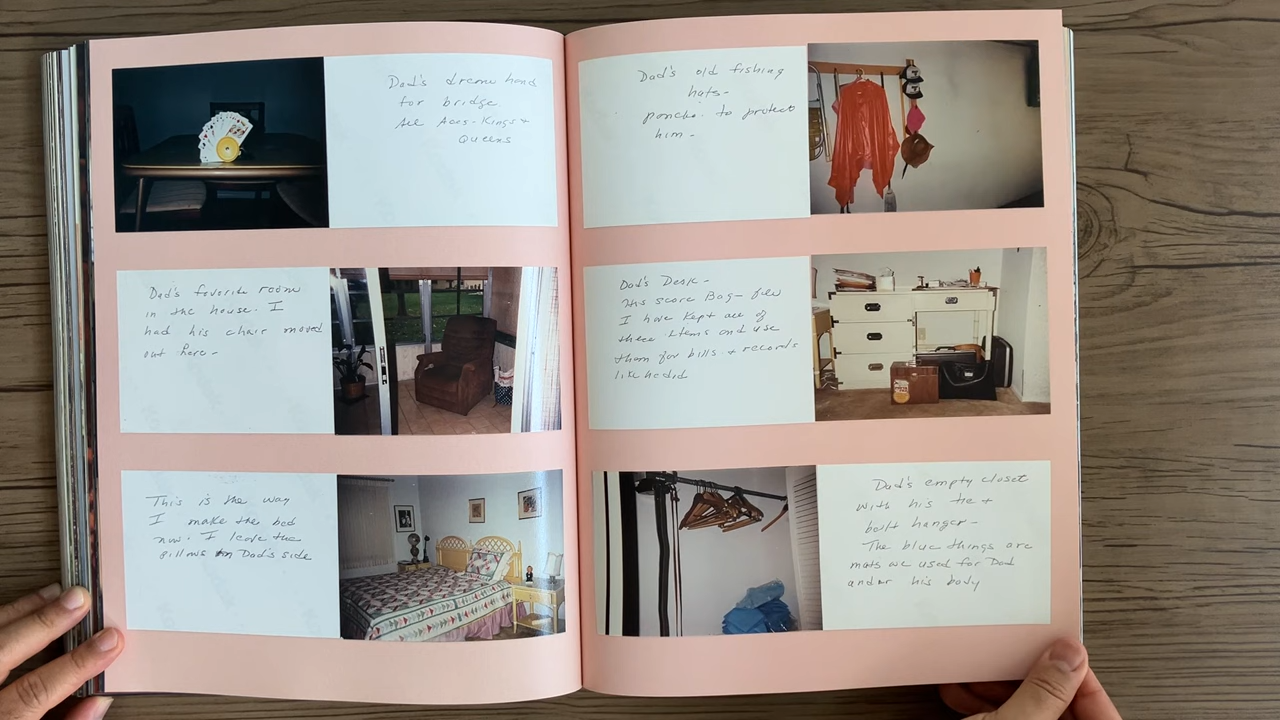 Dad's dream hand
for bridge.
All Aces-Kings +
Queens
Dad's favorite room
in the house. I
had his chair moved
out here-
This is the way
I make the bed
now. I leave the
pillows on Dad's side
Dad's old fishing
hats-
poncho. to protect
him-
Dad's Desk-
His score Bag-
I have kept all of
these items and use
them for bills + records
like he did
Dad's empty closet
with his tie +
belt hanger-
The blue things are
mats we used for Dad
under his body